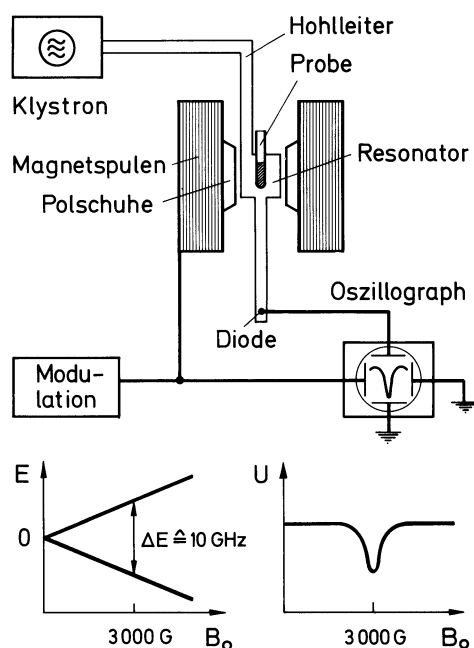 Hohlleiter
Probe
Klystron
Magnetspulen
Resonator
Polschuhe
Oszillograph
Diode
Modu-
lation
E
0
ΔE ≙ 10 GHz
3000 G
B₀
U
3000 G
B₀